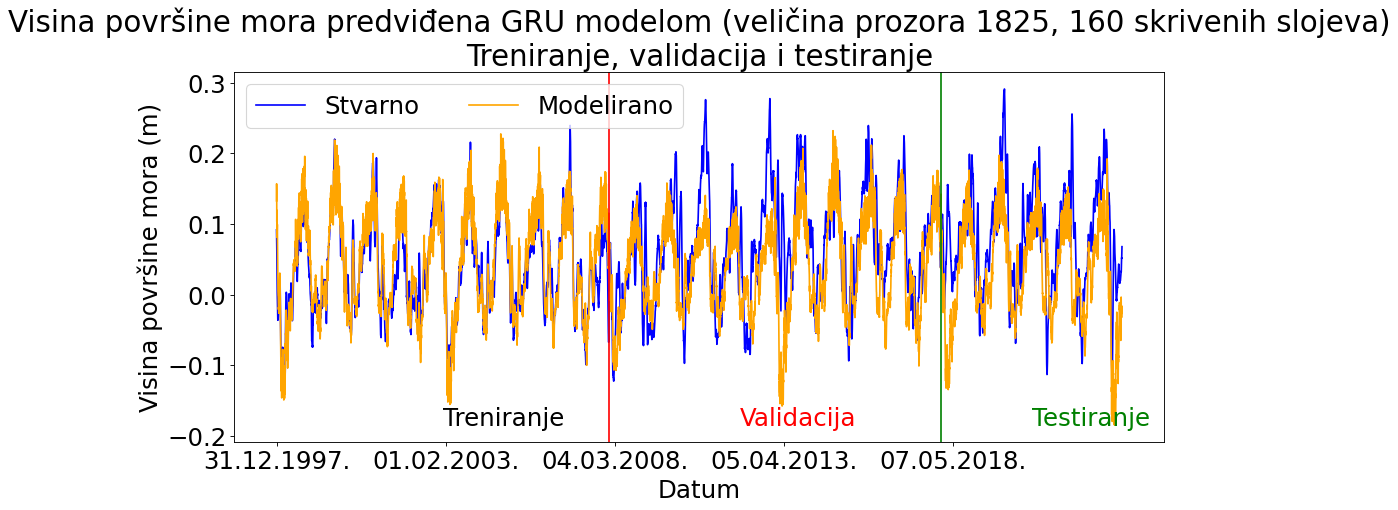 Visina površine mora predviđena GRU modelom (veličina prozora 1825, 160 skrivenih slojeva)
Treniranje, validacija i testiranje
Stvarno
Modelirano
0.3
0.2
0.1
0.0
−0.1
−0.2
Visina površine mora (m)
Treniranje
Validacija
Testiranje
31.12.1997.
01.02.2003.
04.03.2008.
05.04.2013.
07.05.2018.
Datum